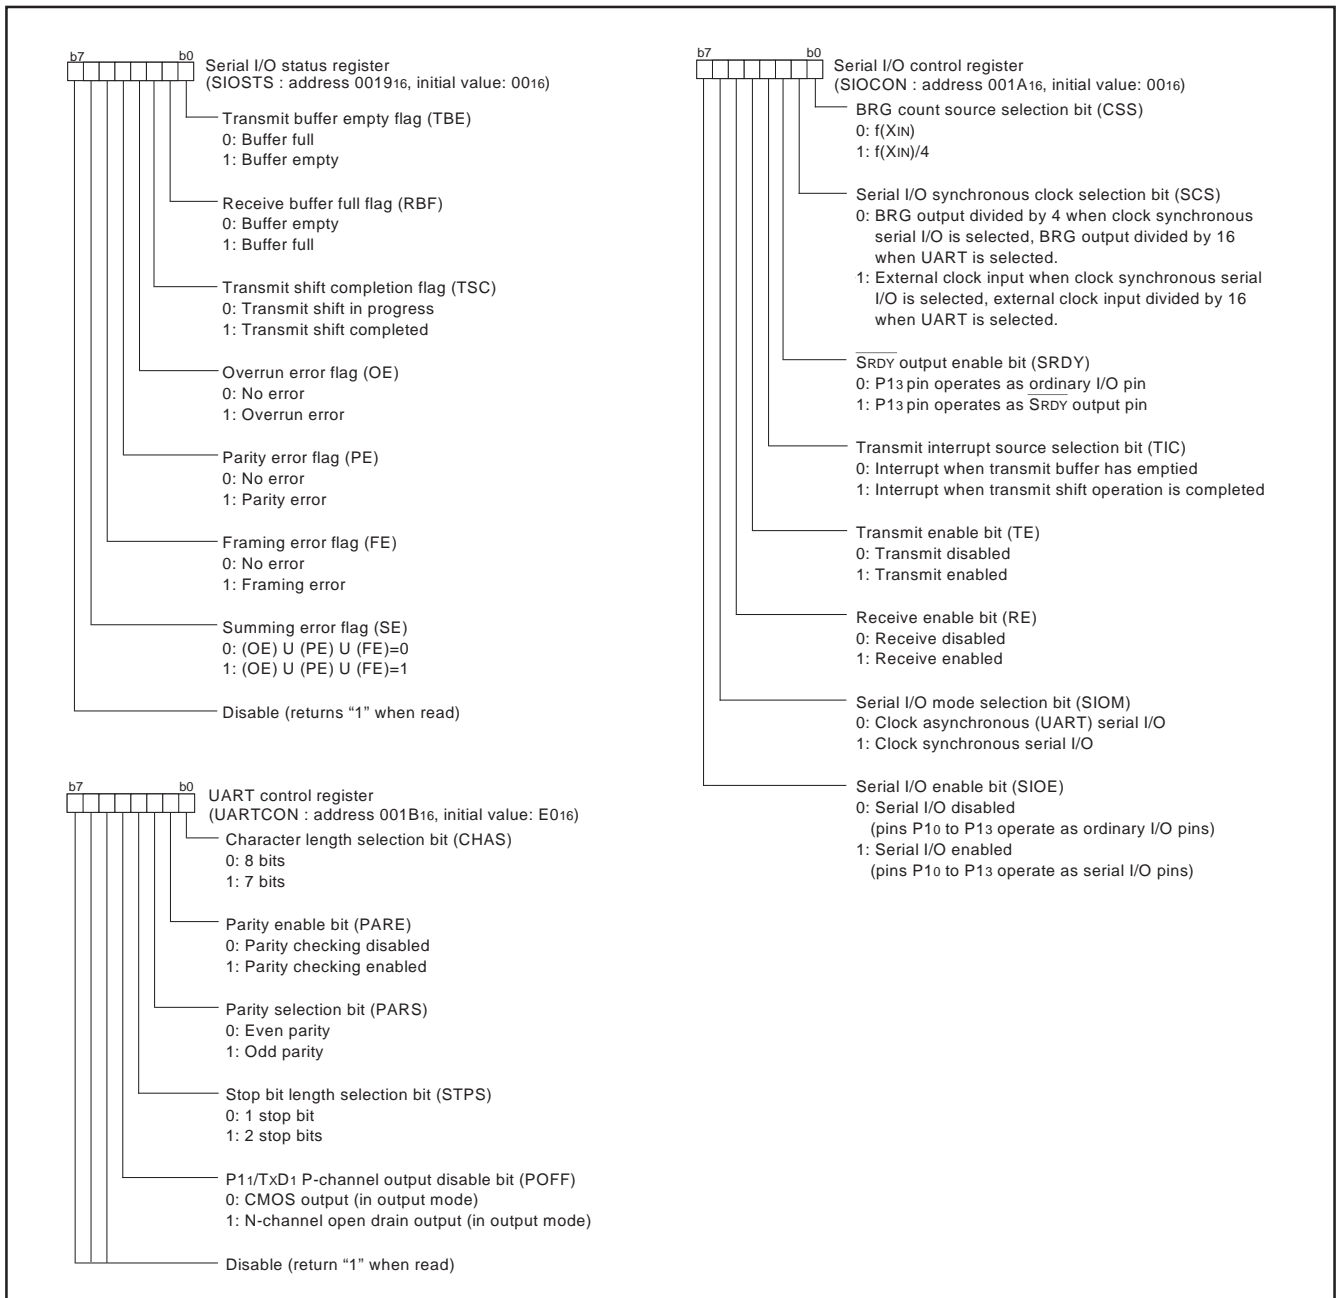 b7 b0
Serial I/O status register
(SIOSTS : address 001916, initial value: 0016)
Transmit buffer empty flag (TBE)
0: Buffer full
1: Buffer empty
Receive buffer full flag (RBF)
0: Buffer empty
1: Buffer full
Transmit shift completion flag (TSC)
0: Transmit shift in progress
1: Transmit shift completed
Overrun error flag (OE)
0: No error
1: Overrun error
Parity error flag (PE)
0: No error
1: Parity error
Framing error flag (FE)
0: No error
1: Framing error
Summing error flag (SE)
0: (OE) U (PE) U (FE)=0
1: (OE) U (PE) U (FE)=1
Disable (returns “1” when read)
b7 b0
UART control register
(UARTCON : address 001B16, initial value: E016)
Character length selection bit (CHAS)
0: 8 bits
1: 7 bits
Parity enable bit (PARE)
0: Parity checking disabled
1: Parity checking enabled
Parity selection bit (PARS)
0: Even parity
1: Odd parity
Stop bit length selection bit (STPS)
0: 1 stop bit
1: 2 stop bits
P11/TXD1 P-channel output disable bit (POFF)
0: CMOS output (in output mode)
1: N-channel open drain output (in output mode)
Disable (return “1” when read)
b7 b0
Serial I/O control register
(SIOCON : address 001A16, initial value: 0016)
BRG count source selection bit (CSS)
0: f(XIN)
1: f(XIN)/4
Serial I/O synchronous clock selection bit (SCS)
0: BRG output divided by 4 when clock synchronous
serial I/O is selected, BRG output divided by 16
when UART is selected.
1: External clock input when clock synchronous serial
I/O is selected, external clock input divided by 16
when UART is selected.
SRDY output enable bit (SRDY)
0: P13 pin operates as ordinary I/O pin
1: P13 pin operates as SRDY output pin
Transmit interrupt source selection bit (TIC)
0: Interrupt when transmit buffer has emptied
1: Interrupt when transmit shift operation is completed
Transmit enable bit (TE)
0: Transmit disabled
1: Transmit enabled
Receive enable bit (RE)
0: Receive disabled
1: Receive enabled
Serial I/O mode selection bit (SIOM)
0: Clock asynchronous (UART) serial I/O
1: Clock synchronous serial I/O
Serial I/O enable bit (SIOE)
0: Serial I/O disabled
(pins P10 to P13 operate as ordinary I/O pins)
1: Serial I/O enabled
(pins P10 to P13 operate as serial I/O pins)